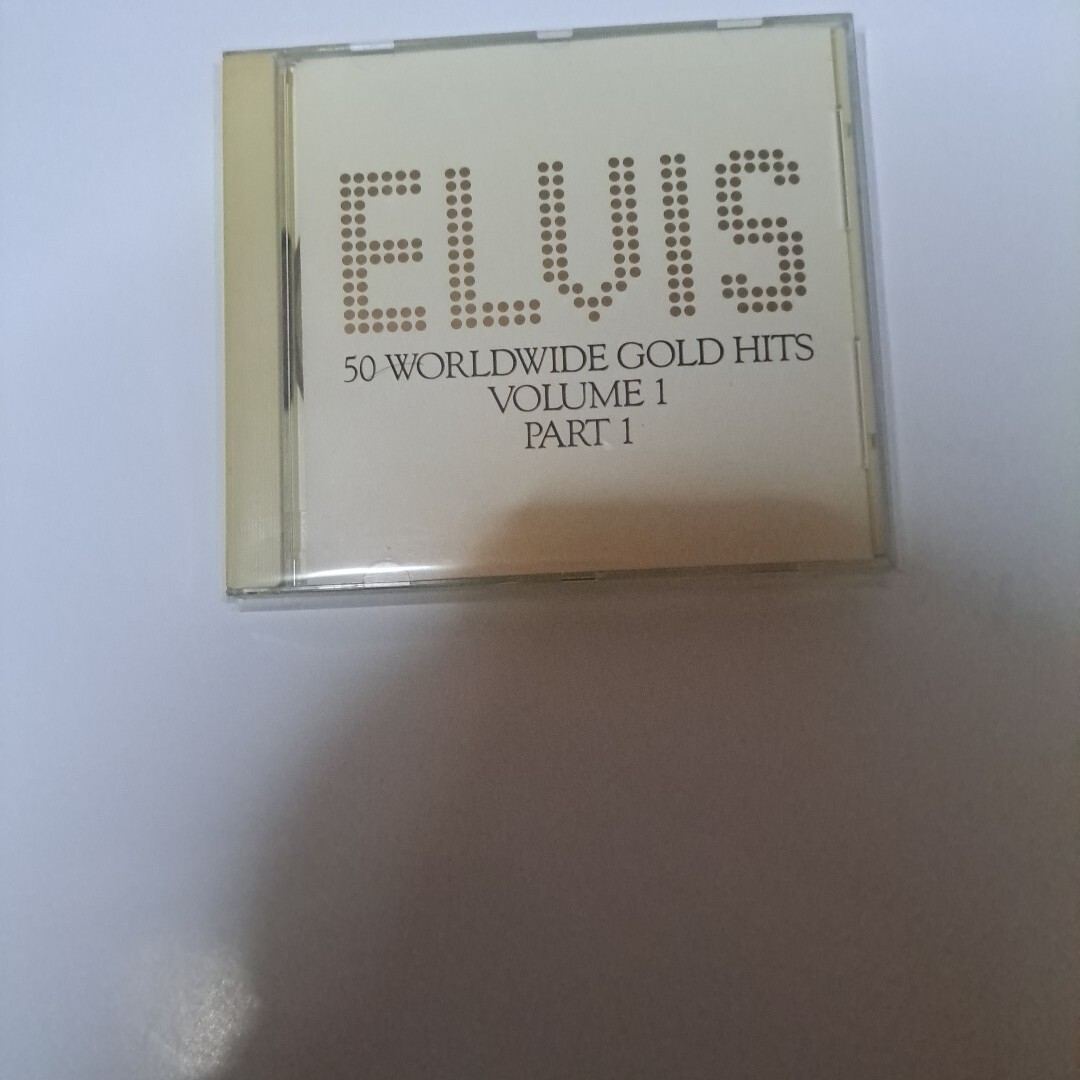 ELVIS
50 WORLDWIDE GOLD HITS
VOLUME 1
PART 1